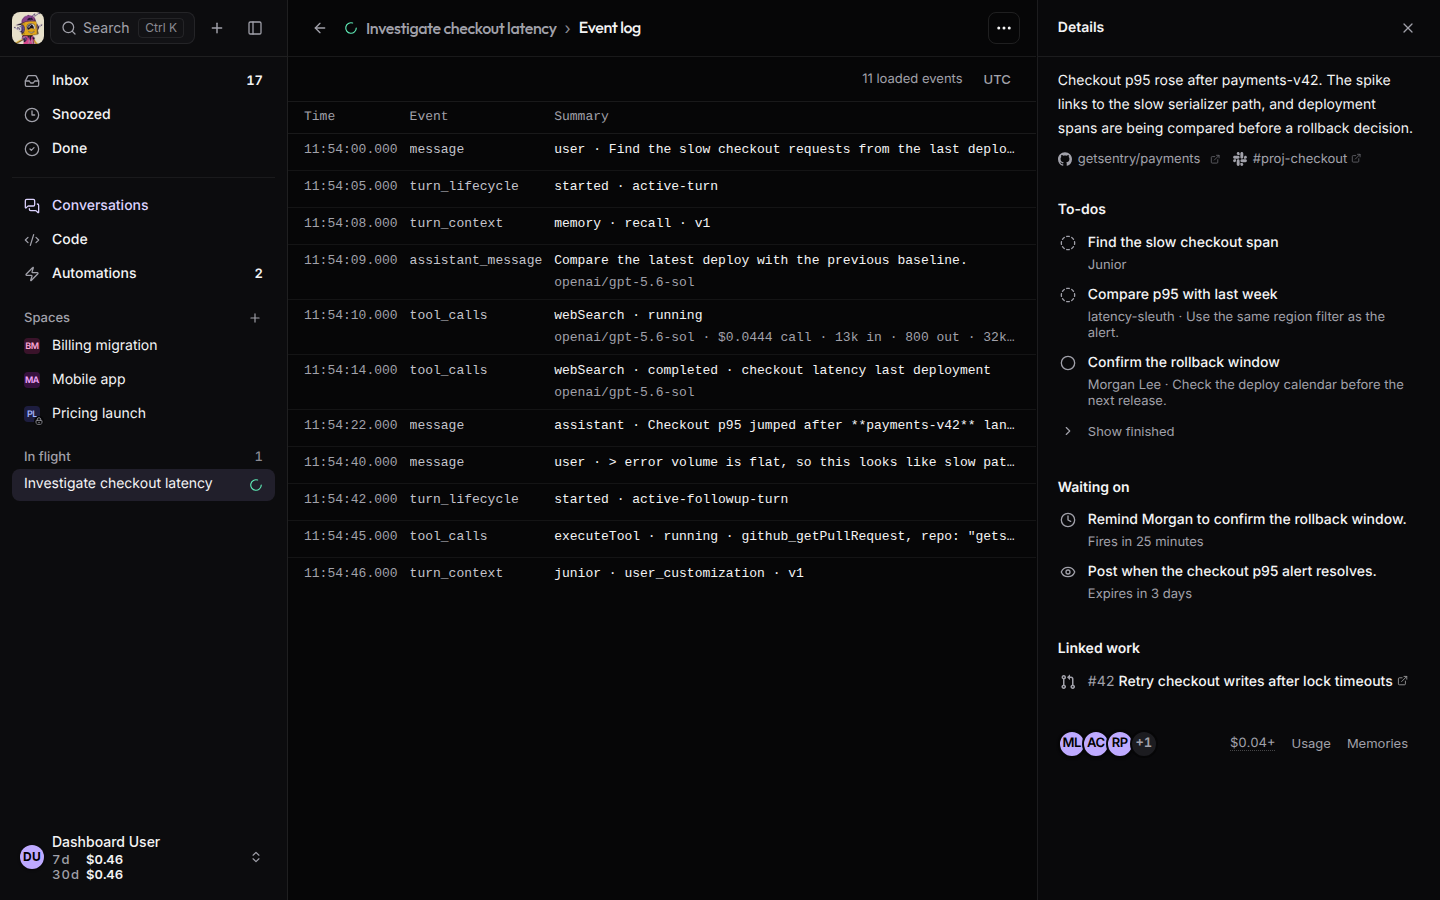 Search Ctrl K
Inbox 17
Snoozed
Done
Conversations
Code
Automations 2
Spaces
BM Billing migration
MA Mobile app
PL Pricing launch
In flight 1
Investigate checkout latency
DU Dashboard User
7d $0.46
30d $0.46
Investigate checkout latency › Event log
11 loaded events UTC
Time Event Summary
11:54:00.000 message user · Find the slow checkout requests from the last deplo…
11:54:05.000 turn_lifecycle started · active-turn
11:54:08.000 turn_context memory · recall · v1
11:54:09.000 assistant_message Compare the latest deploy with the previous baseline.
openai/gpt-5.6-sol
11:54:10.000 tool_calls webSearch · running
openai/gpt-5.6-sol · $0.0444 call · 13k in · 800 out · 32k…
11:54:14.000 tool_calls webSearch · completed · checkout latency last deployment
openai/gpt-5.6-sol
11:54:22.000 message assistant · Checkout p95 jumped after **payments-v42** lan…
11:54:40.000 message user · > error volume is flat, so this looks like slow pat…
11:54:42.000 turn_lifecycle started · active-followup-turn
11:54:45.000 tool_calls executeTool · running · github_getPullRequest, repo: "gets…
11:54:46.000 turn_context junior · user_customization · v1
Details
Checkout p95 rose after payments-v42. The spike
links to the slow serializer path, and deployment
spans are being compared before a rollback decision.
getsentry/payments #proj-checkout
To-dos
Find the slow checkout span
Junior
Compare p95 with last week
latency-sleuth · Use the same region filter as the
alert.
Confirm the rollback window
Morgan Lee · Check the deploy calendar before the
next release.
Show finished
Waiting on
Remind Morgan to confirm the rollback window.
Fires in 25 minutes
Post when the checkout p95 alert resolves.
Expires in 3 days
Linked work
#42 Retry checkout writes after lock timeouts
ML AC RP +1 $0.04+ Usage Memories